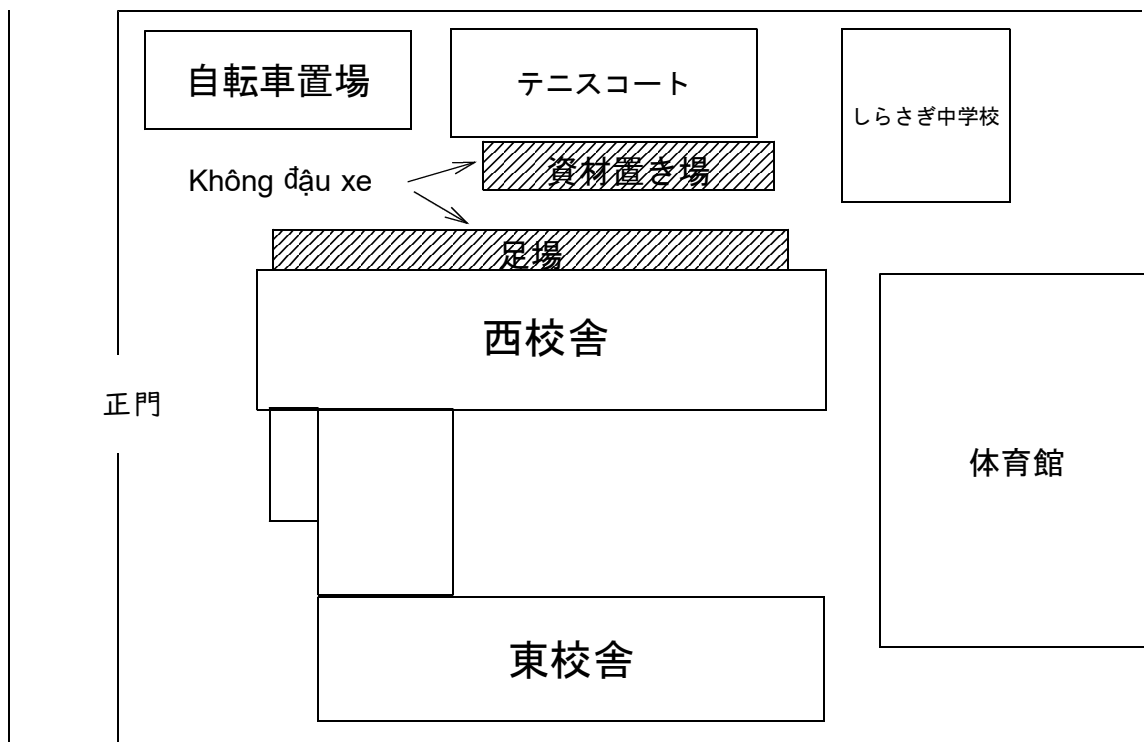 自転車置場
テニスコート
しらさぎ中学校
資材置き場
Không đậu xe
足場
西校舎
正門
体育館
東校舎